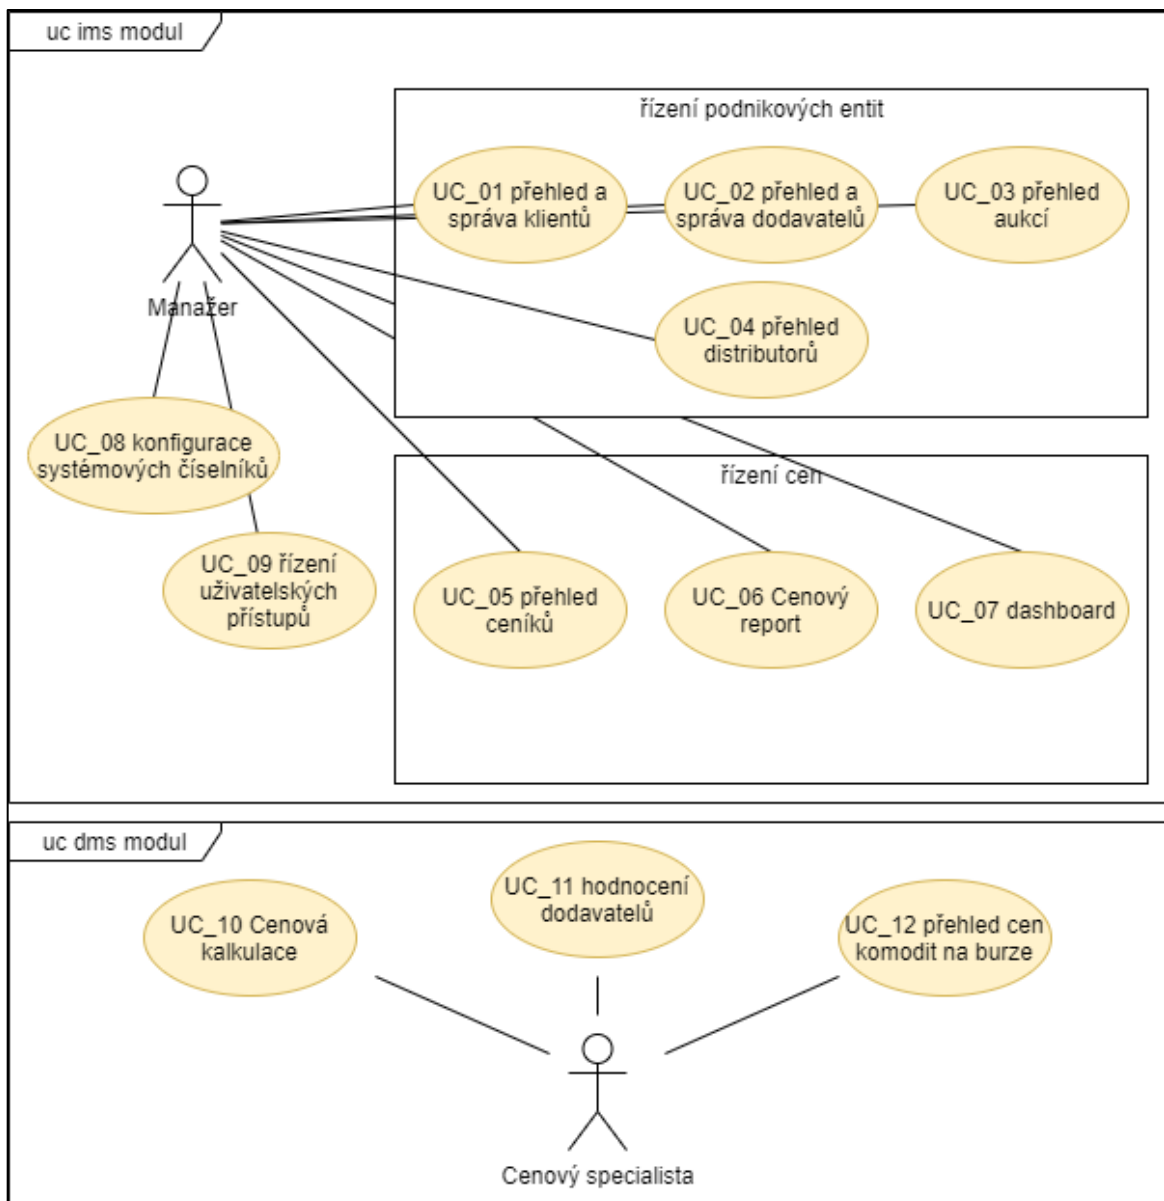 uc ims modul
řízení podnikových entit
UC_01 přehled a
správa klientů
UC_02 přehled a
správa dodavatelů
UC_03 přehled
aukcí
Manažer
UC_04 přehled
distributorů
UC_08 konfigurace
systémových číselníků
řízení cen
UC_09 řízení
uživatelských
přístupů
UC_05 přehled
ceníků
UC_06 Cenový
report
UC_07 dashboard
uc dms modul
UC_10 Cenová
kalkulace
UC_11 hodnocení
dodavatelů
UC_12 přehled cen
komodit na burze
Cenový specialista